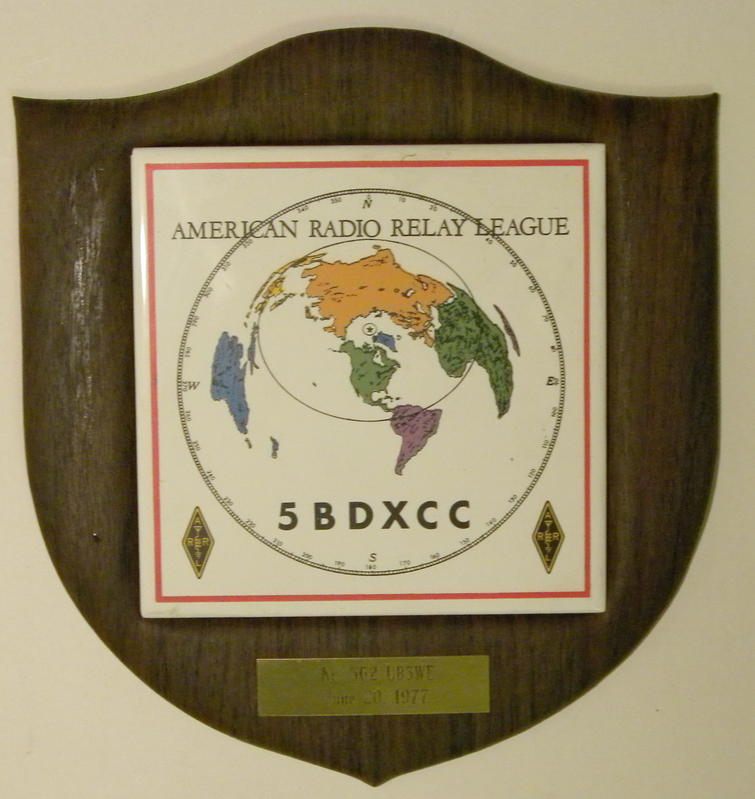 N
AMERICAN RADIO RELAY LEAGUE
W
E
5BDXCC
S
A
R R
L
A
R R
L
No 562 UB5WE
June 20, 1977